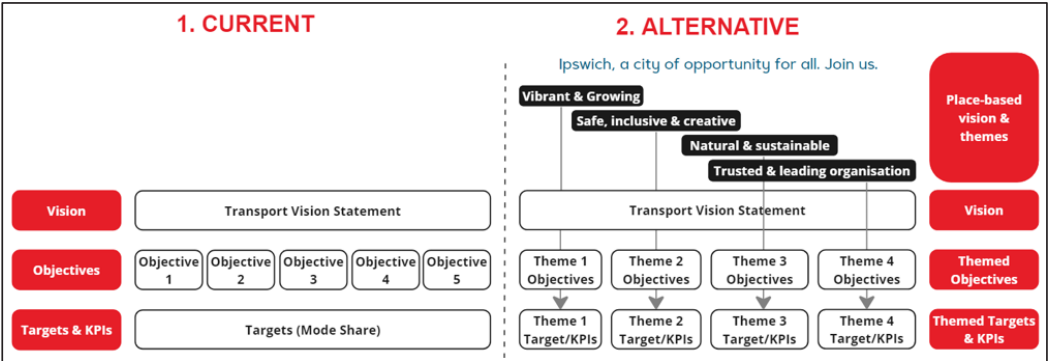 1. CURRENT
2. ALTERNATIVE
Ipswich, a city of opportunity for all. Join us.
Vibrant & Growing
Safe, inclusive & creative
Natural & sustainable
Trusted & leading organisation
Place-based
vision &
themes
Vision
Transport Vision Statement
Transport Vision Statement
Vision
Objectives
Objective
1
Objective
2
Objective
3
Objective
4
Objective
5
Theme 1
Objectives
Theme 2
Objectives
Theme 3
Objectives
Theme 4
Objectives
Themed
Objectives
Targets & KPIs
Targets (Mode Share)
Theme 1
Target/KPIs
Theme 2
Target/KPIs
Theme 3
Target/KPIs
Theme 4
Target/KPIs
Themed Targets
& KPIs